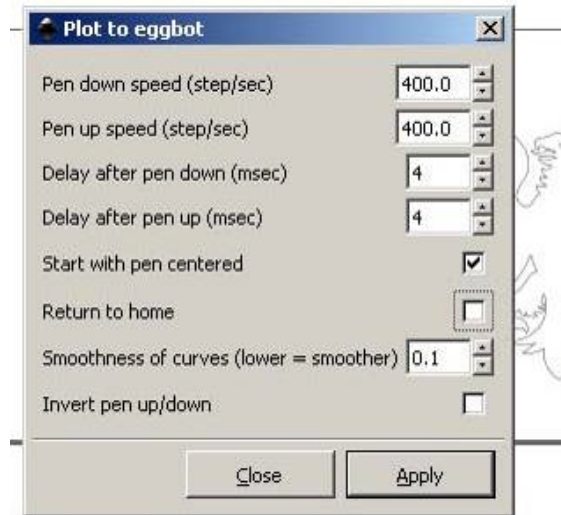 Plot to eggbot
Pen down speed (step/sec) 400.0
Pen up speed (step/sec) 400.0
Delay after pen down (msec) 4
Delay after pen up (msec) 4
Start with pen centered
Return to home
Smoothness of curves (lower = smoother) 0.1
Invert pen up/down
Close Apply